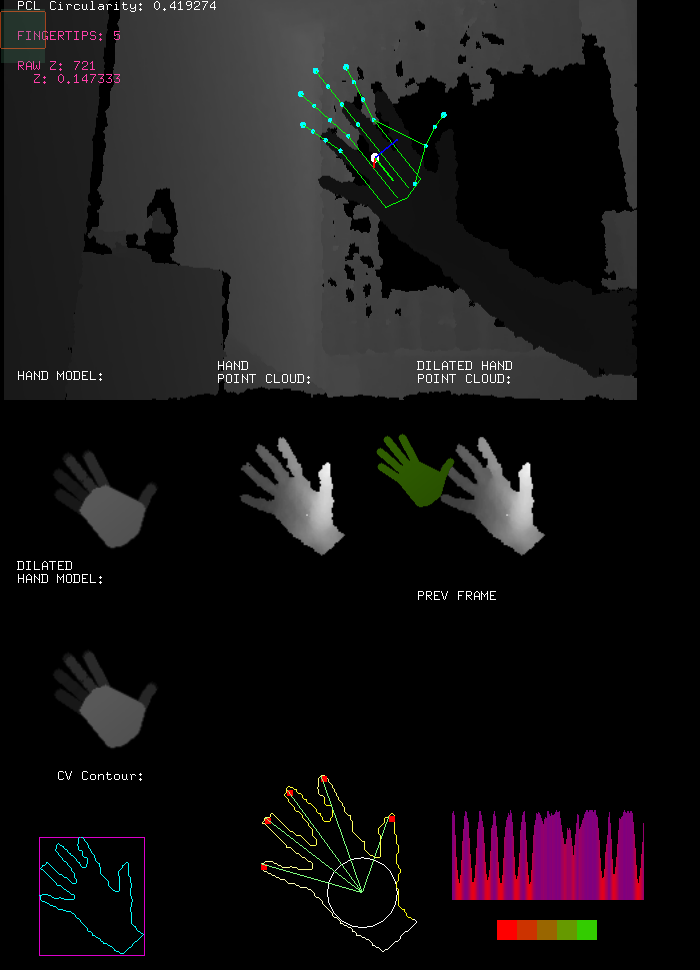 PCL Circularity: 0.419274
FINGERTIPS: 5
RAW Z: 721
Z: 0.147333
HAND MODEL:
HAND
POINT CLOUD:
DILATED HAND
POINT CLOUD:
DILATED
HAND MODEL:
PREV FRAME
CV Contour: